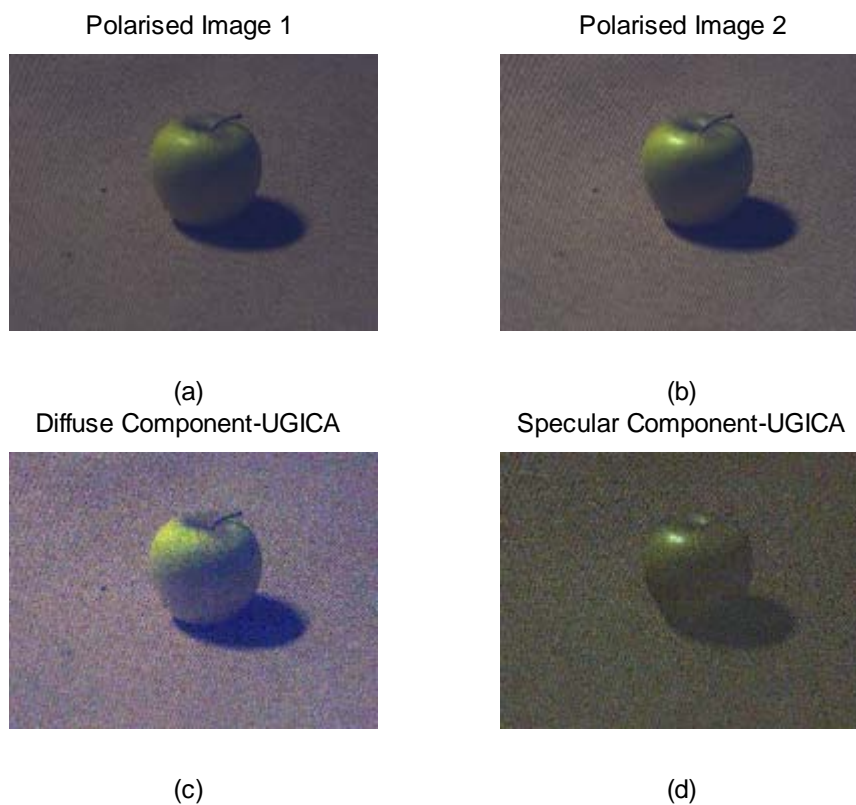 Polarised Image 1
Polarised Image 2
(a)
(b)
Diffuse Component-UGICA
Specular Component-UGICA
(c)
(d)